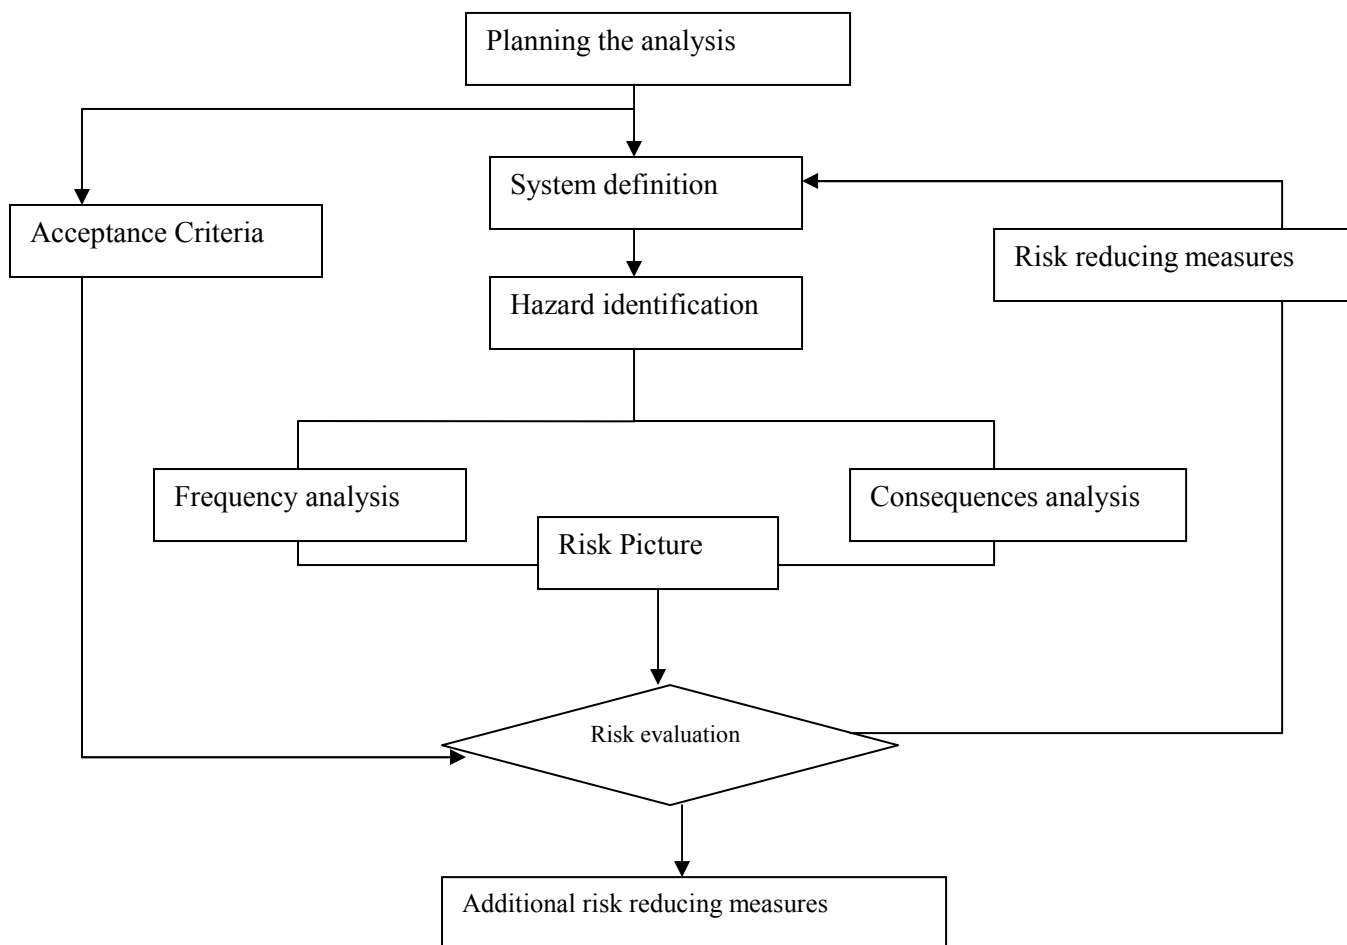 Planning the analysis
System definition
Acceptance Criteria
Risk reducing measures
Hazard identification
Frequency analysis
Consequences analysis
Risk Picture
Risk evaluation
Additional risk reducing measures